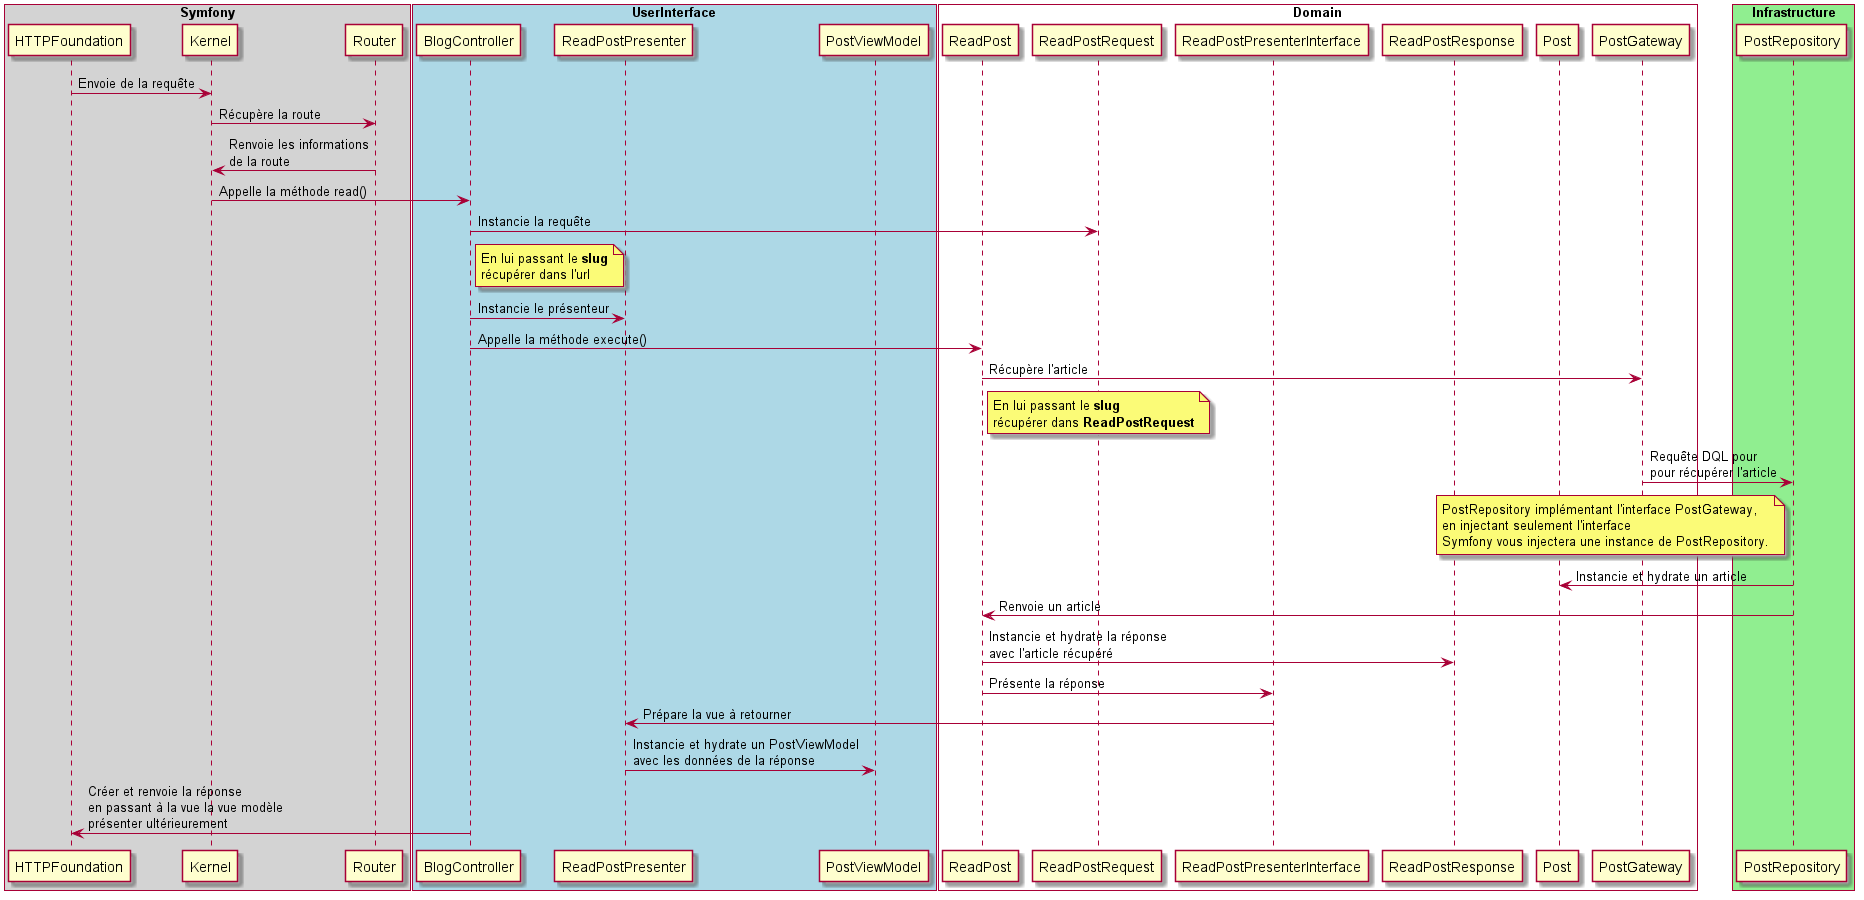 Symfony
UserInterface
Domain
Infrastructure
HTTPFoundation
Kernel
Router
BlogController
ReadPostPresenter
PostViewModel
ReadPost
ReadPostRequest
ReadPostPresenterInterface
ReadPostResponse
Post
PostGateway
PostRepository
Envoie de la requête
Récupère la route
Renvoie les informations
de la route
Appelle la méthode read()
Instancie la requête
En lui passant le slug
récupérer dans l'url
Instancie le présenteur
Appelle la méthode execute()
Récupère l'article
En lui passant le slug
récupérer dans ReadPostRequest
Requête DQL pour
pour récupérer l'article
PostRepository implémentant l'interface PostGateway,
en injectant seulement l'interface
Symfony vous injectera une instance de PostRepository.
Instancie et hydrate un article
Renvoie un article
Instancie et hydrate la réponse
avec l'article récupéré
Présente la réponse
Prépare la vue à retourner
Instancie et hydrate un PostViewModel
avec les données de la réponse
Créer et renvoie la réponse
en passant à la vue la vue modèle
présenter ultérieurement
HTTPFoundation
Kernel
Router
BlogController
ReadPostPresenter
PostViewModel
ReadPost
ReadPostRequest
ReadPostPresenterInterface
ReadPostResponse
Post
PostGateway
PostRepository